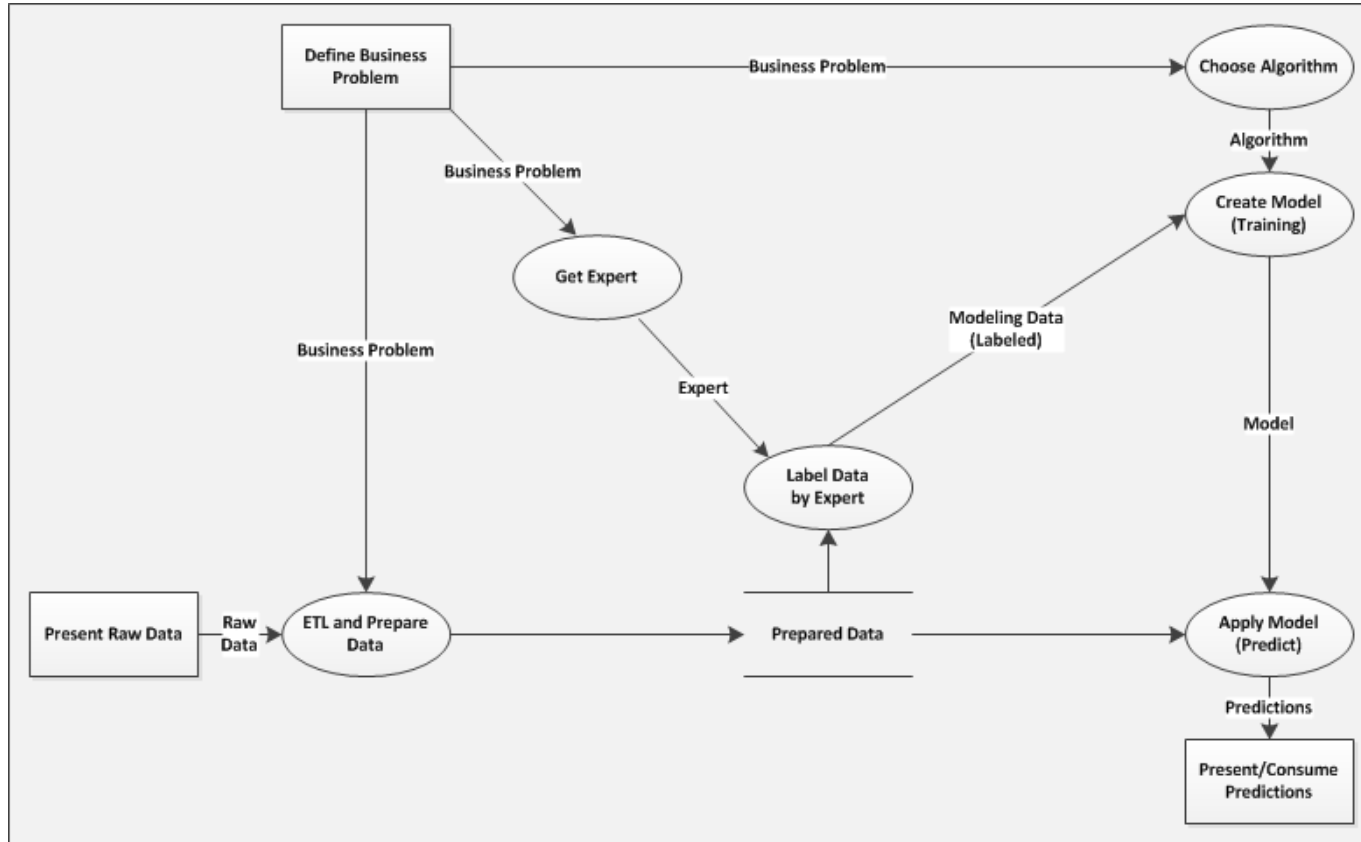 Define Business
Problem
Business Problem
Choose Algorithm
Algorithm
Business Problem
Create Model
(Training)
Get Expert
Modeling Data
(Labeled)
Business Problem
Expert
Model
Label Data
by Expert
Present Raw Data
Raw
Data
ETL and Prepare
Data
Prepared Data
Apply Model
(Predict)
Predictions
Present/Consume
Predictions